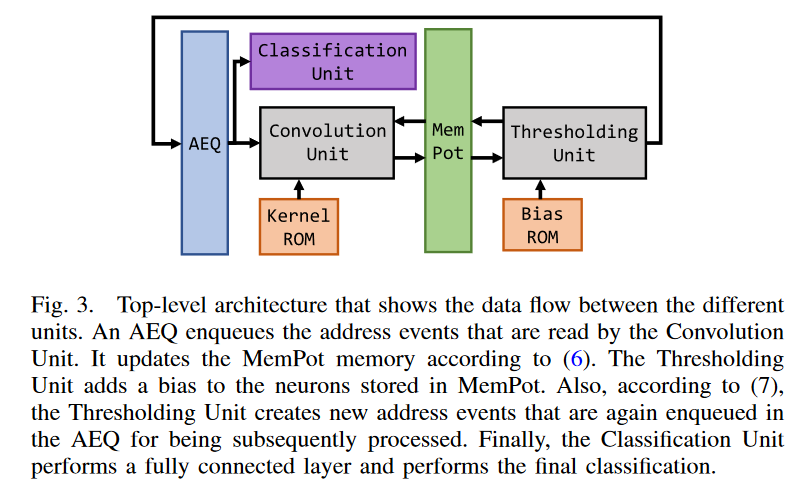 Classification
Unit
AEQ
Convolution
Unit
Mem
Pot
Thresholding
Unit
Kernel
ROM
Bias
ROM
Fig. 3. Top-level architecture that shows the data flow between the different
units. An AEQ enqueues the address events that are read by the Convolution
Unit. It updates the MemPot memory according to (6). The Thresholding
Unit adds a bias to the neurons stored in MemPot. Also, according to (7),
the Thresholding Unit creates new address events that are again enqueued in
the AEQ for being subsequently processed. Finally, the Classification Unit
performs a fully connected layer and performs the final classification.